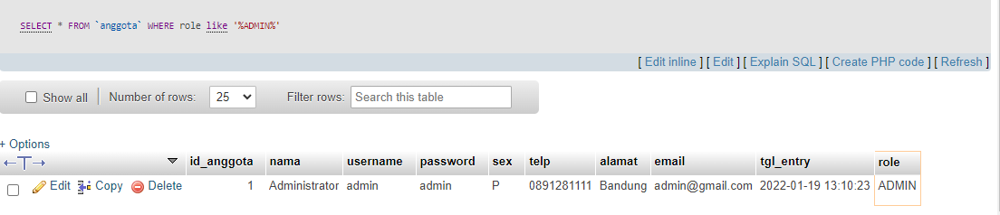 SELECT * FROM `anggota` WHERE role like '%ADMIN%'
[ Edit inline ] [ Edit ] [ Explain SQL ] [ Create PHP code ] [ Refresh ]
Show all Number of rows: 25 Filter rows: Search this table
+ Options
←T→ id_anggota nama username password sex telp alamat email tgl_entry role
Edit Copy Delete 1 Administrator admin admin P 0891281111 Bandung admin@gmail.com 2022-01-19 13:10:23 ADMIN